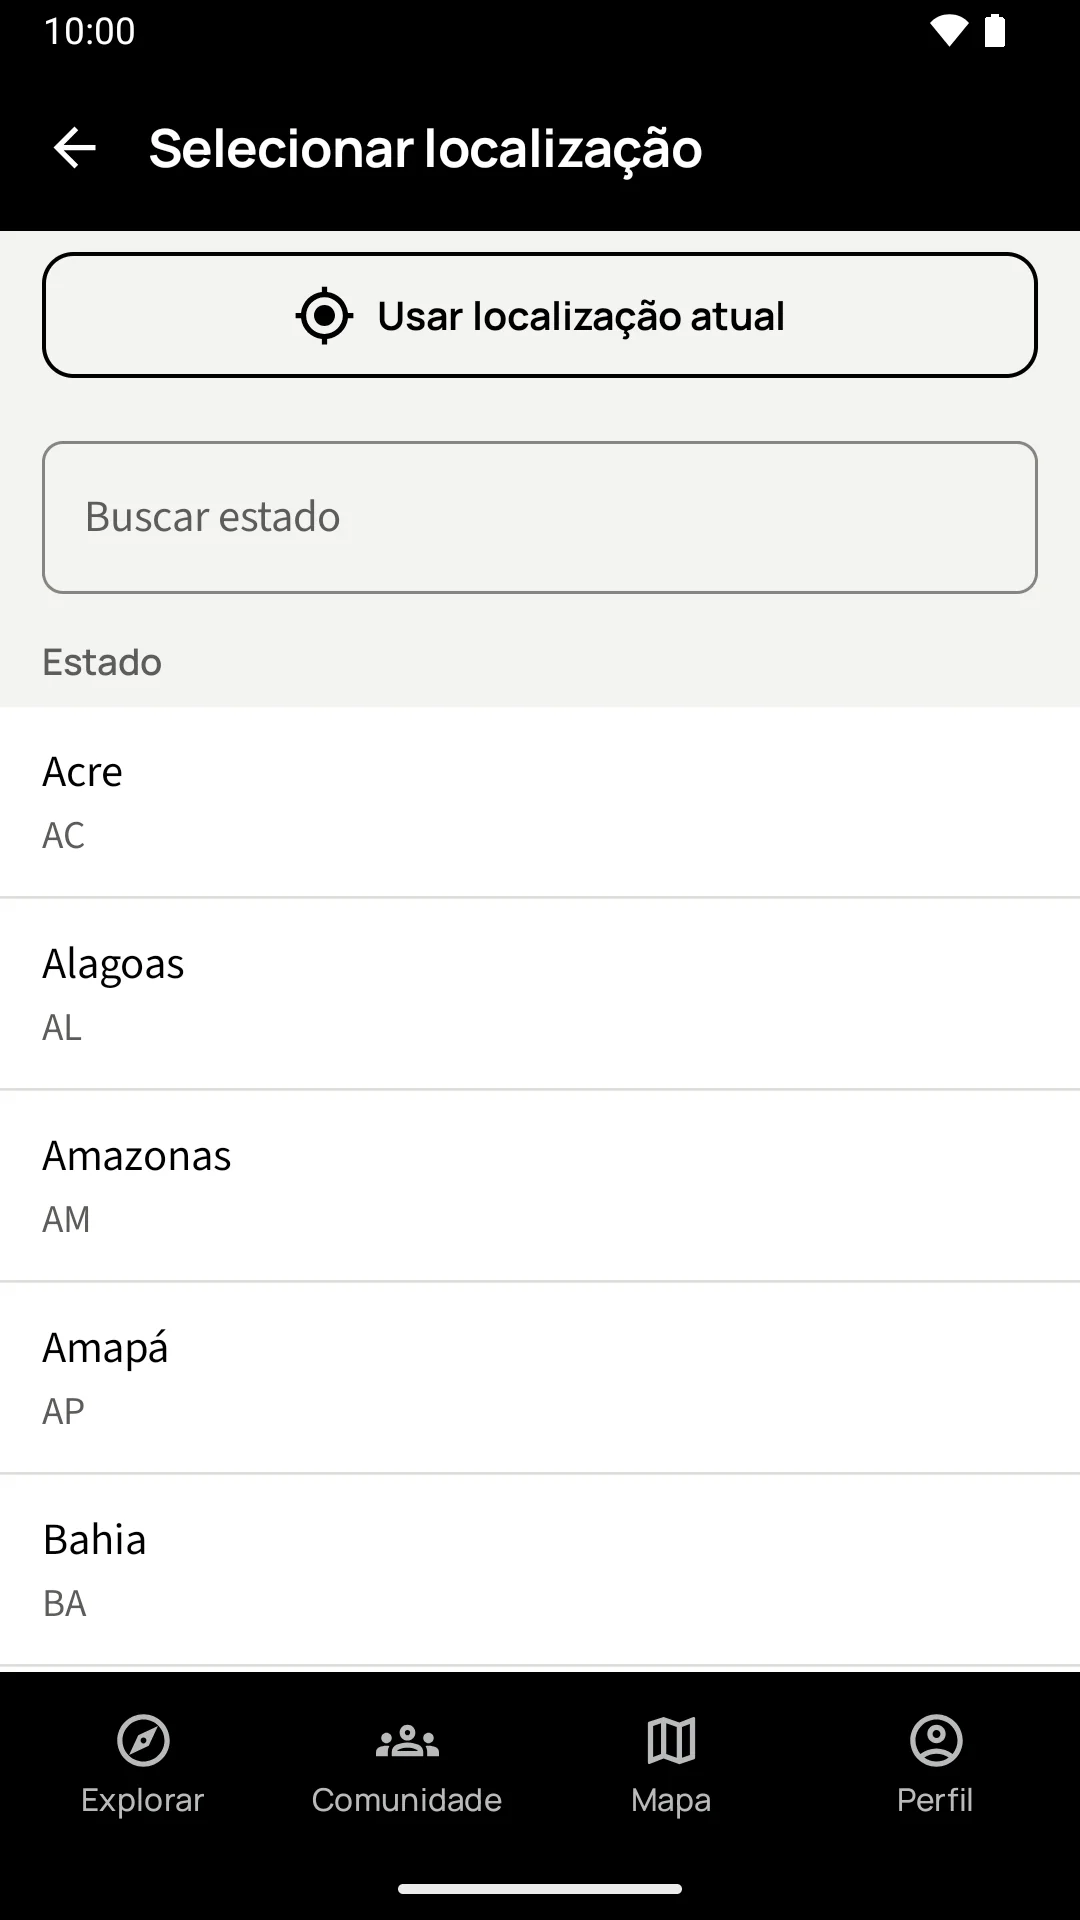 10:00
Selecionar localização
Usar localização atual
Buscar estado
Estado
Acre
AC
Alagoas
AL
Amazonas
AM
Amapá
AP
Bahia
BA
Explorar
Comunidade
Mapa
Perfil